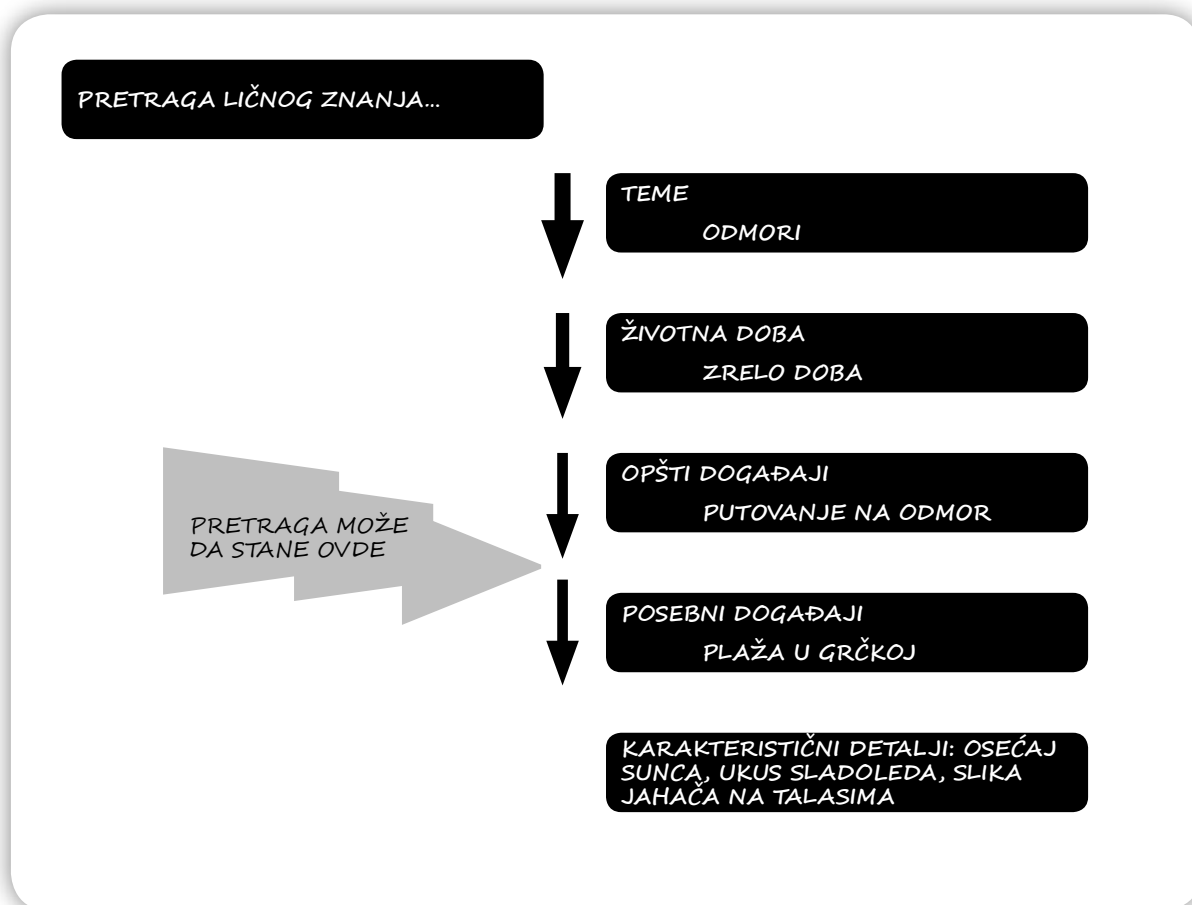 PRETRAGA LIČNOG ZNANJA...
TEME
ODMORI
ŽIVOTNA DOBA
ZRELO DOBA
OPŠTI DOGAĐAJI
PUTOVANJE NA ODMOR
PRETRAGA MOŽE
DA STANE OVDE
POSEBNI DOGAĐAJI
PLAŽA U GRČKOJ
KARAKTERISTIČNI DETALJI: OSEĆAJ
SUNCA, UKUS SLADOLEDA, SLIKA
JAHAČA NA TALASIMA